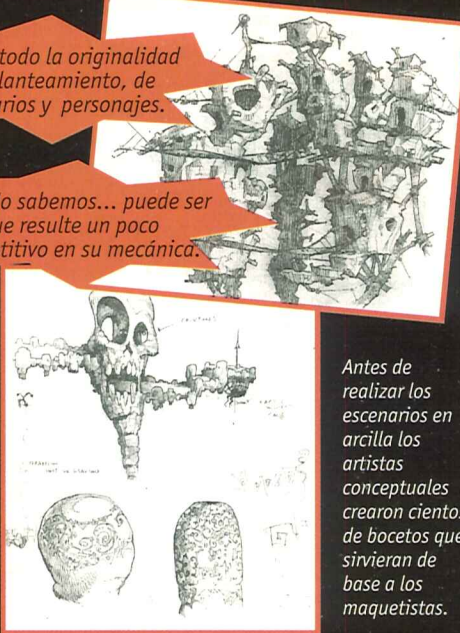 todo la originalidad
lanteamiento, de
rios y personajes.
o sabemos... puede ser
ue resulte un poco
titivo en su mecánica.
Antes de
realizar los
escenarios en
arcilla los
artistas
conceptuales
crearon ciento
de bocetos que
sirvieran de
base a los
maquetistas.